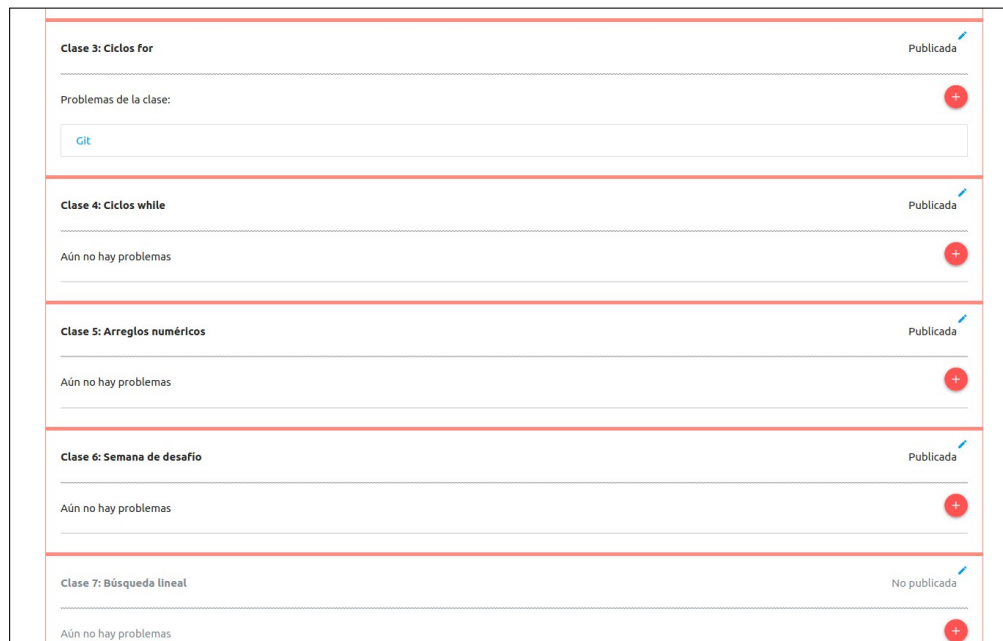 Clase 3: Ciclos for
Publicada
Problemas de la clase:
Git
Clase 4: Ciclos while
Publicada
Aún no hay problemas
Clase 5: Arreglos numéricos
Publicada
Aún no hay problemas
Clase 6: Semana de desafío
Publicada
Aún no hay problemas
Clase 7: Búsqueda lineal
No publicada
Aún no hay problemas